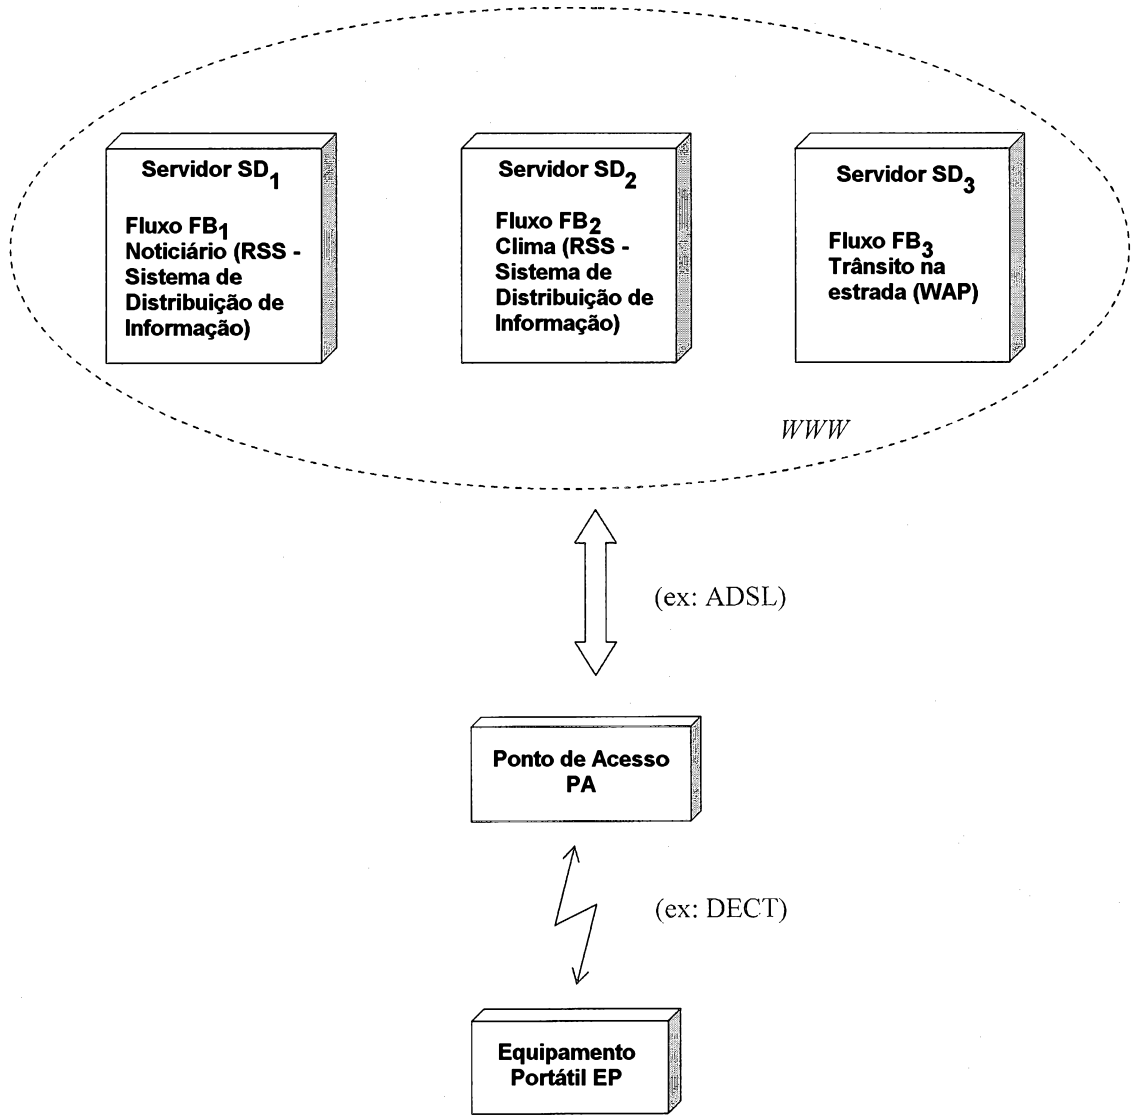 Servidor SD1
Fluxo FB1
Noticiário (RSS -
Sistema de
Distribuição de
Informação)
Servidor SD2
Fluxo FB2
Clima (RSS -
Sistema de
Distribuição de
Informação)
Servidor SD3
Fluxo FB3
Trânsito na
estrada (WAP)
WWW
(ex: ADSL)
Ponto de Acesso
PA
(ex: DECT)
Equipamento
Portátil EP